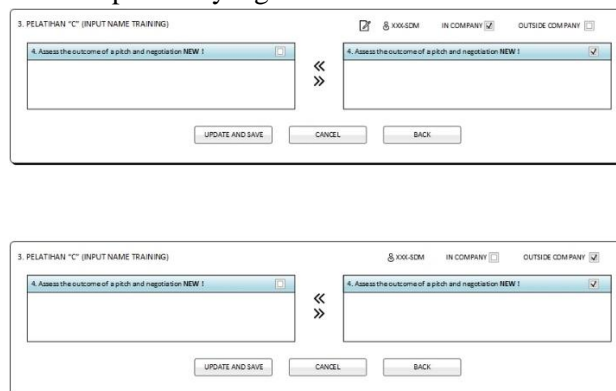 3. PELATIHAN "C" (INPUT NAME TRAINING) XXX-SDM IN COMPANY OUTSIDE COMPANY
4. Assess the outcome of a pitch and negotiation NEW ! 4. Assess the outcome of a pitch and negotiation NEW !
UPDATE AND SAVE CANCEL BACK
3. PELATIHAN "C" (INPUT NAME TRAINING) XXX-SDM IN COMPANY OUTSIDE COMPANY
4. Assess the outcome of a pitch and negotiation NEW ! 4. Assess the outcome of a pitch and negotiation NEW !
UPDATE AND SAVE CANCEL BACK